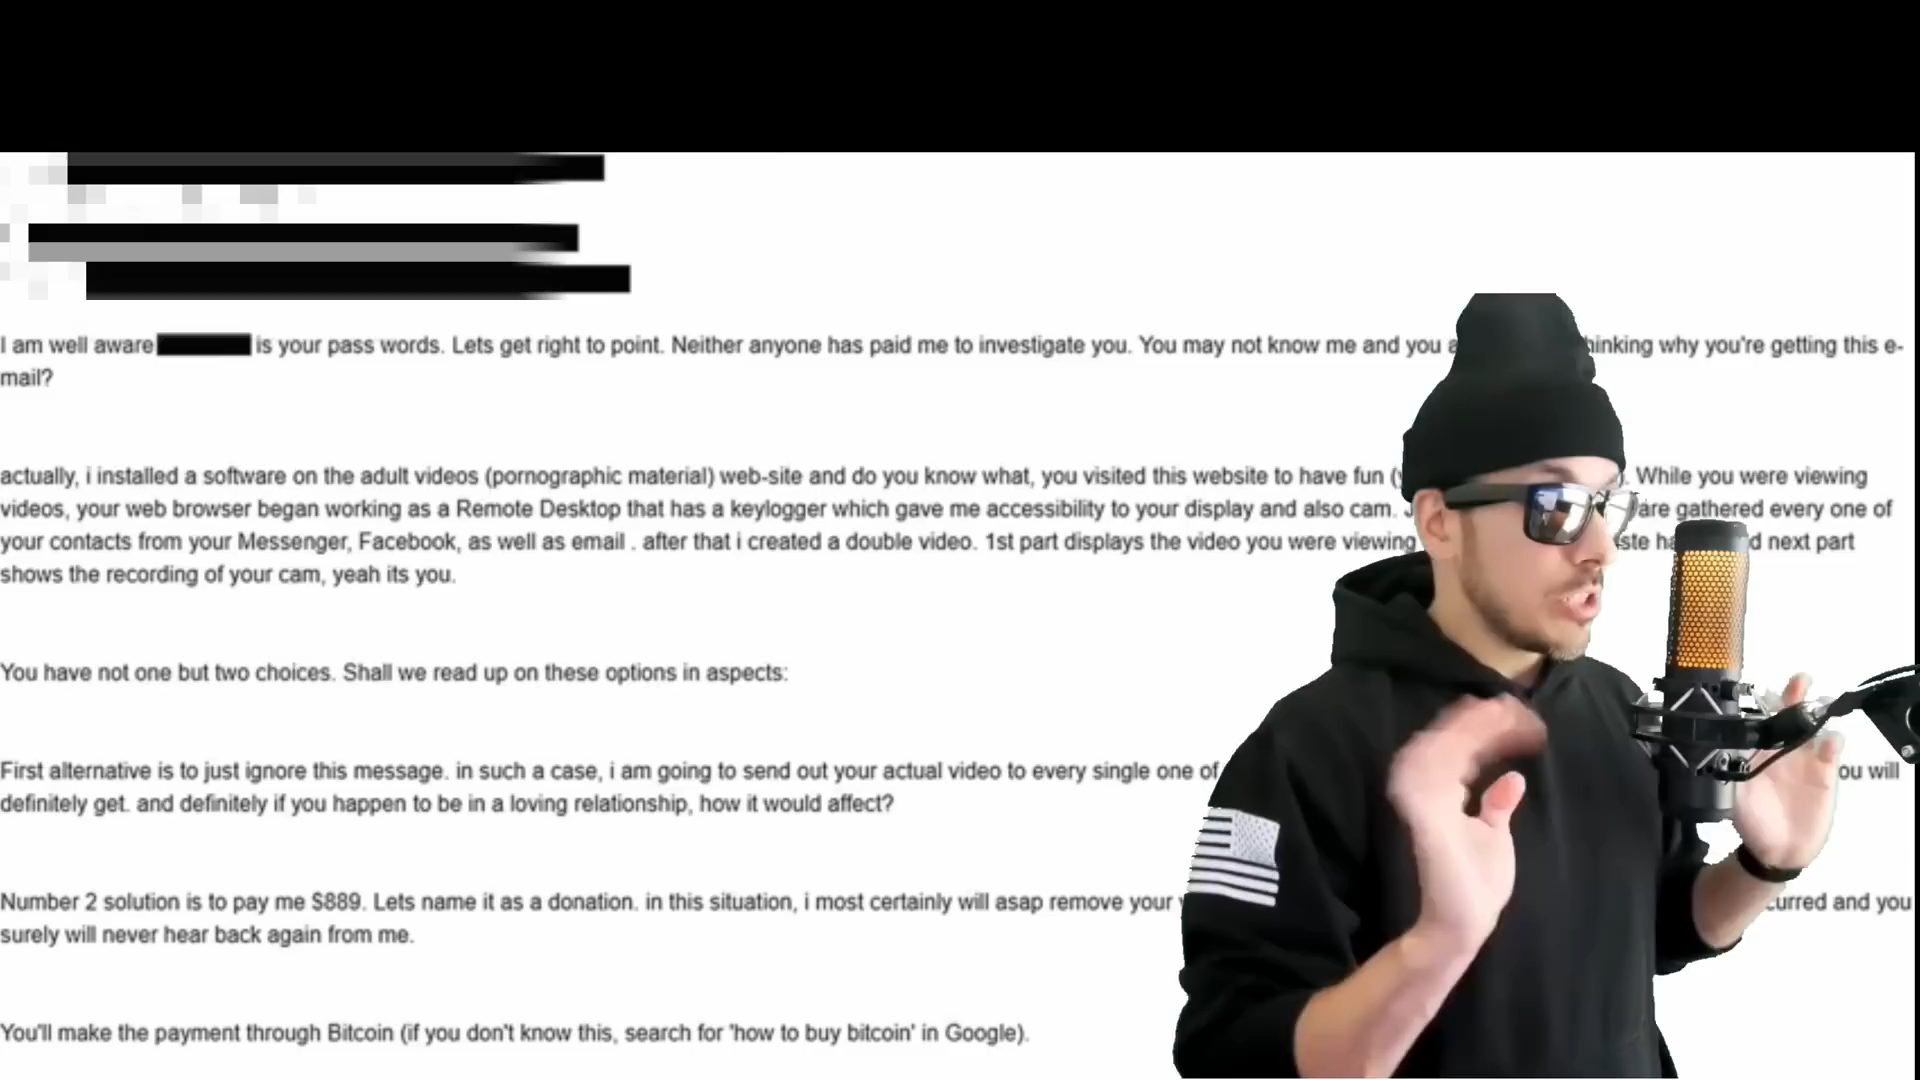 I am well aware is your pass words. Lets get right to point. Neither anyone has paid me to investigate you. You may not know me and you hinking why you're getting this e-
mail?
actually, i installed a software on the adult videos (pornographic material) web-site and do you know what, you visited this website to have fun ( . While you were viewing
videos, your web browser began working as a Remote Desktop that has a keylogger which gave me accessibility to your display and also cam. are gathered every one of
your contacts from your Messenger, Facebook, as well as email . after that i created a double video. 1st part displays the video you were viewing ste ha d next part
shows the recording of your cam, yeah its you.
You have not one but two choices. Shall we read up on these options in aspects:
First alternative is to just ignore this message. in such a case, i am going to send out your actual video to every single one of ou will
definitely get. and definitely if you happen to be in a loving relationship, how it would affect?
Number 2 solution is to pay me $889. Lets name it as a donation. in this situation, i most certainly will asap remove your curred and you
surely will never hear back again from me.
You'll make the payment through Bitcoin (if you don't know this, search for 'how to buy bitcoin' in Google).